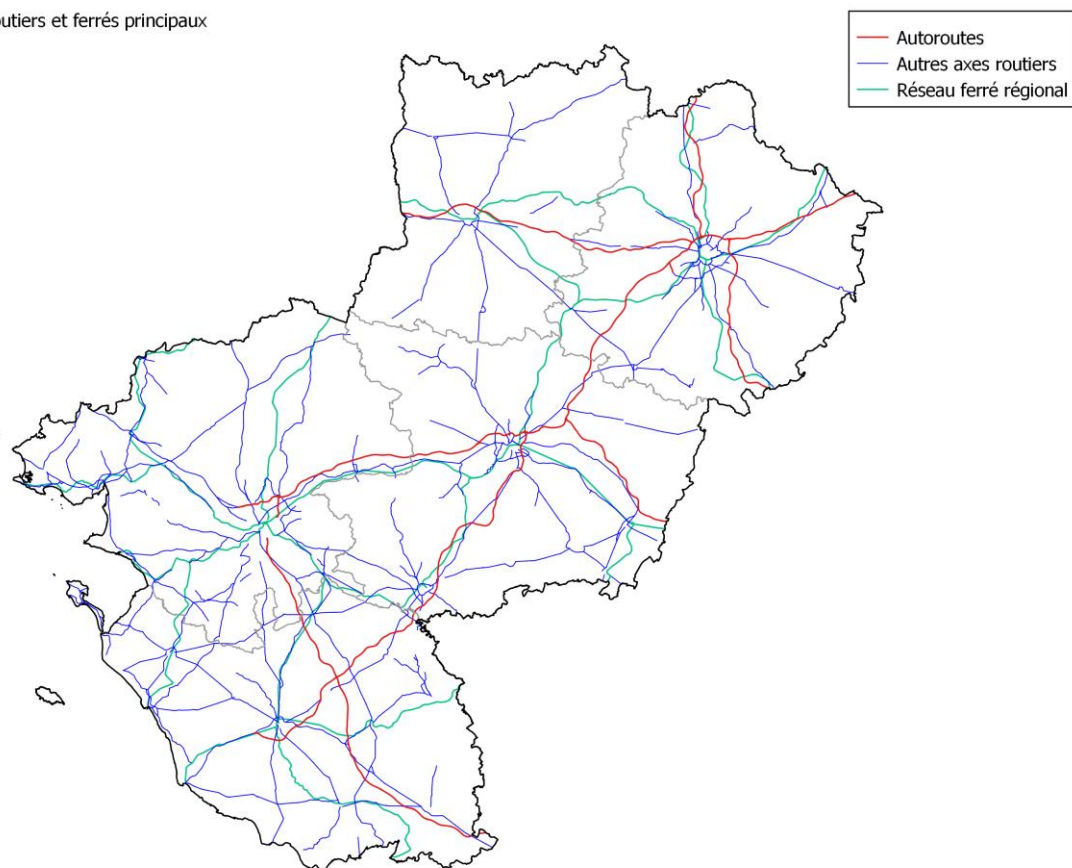 outiers et ferrés principaux
Autoroutes
Autres axes routiers
Réseau ferré régional